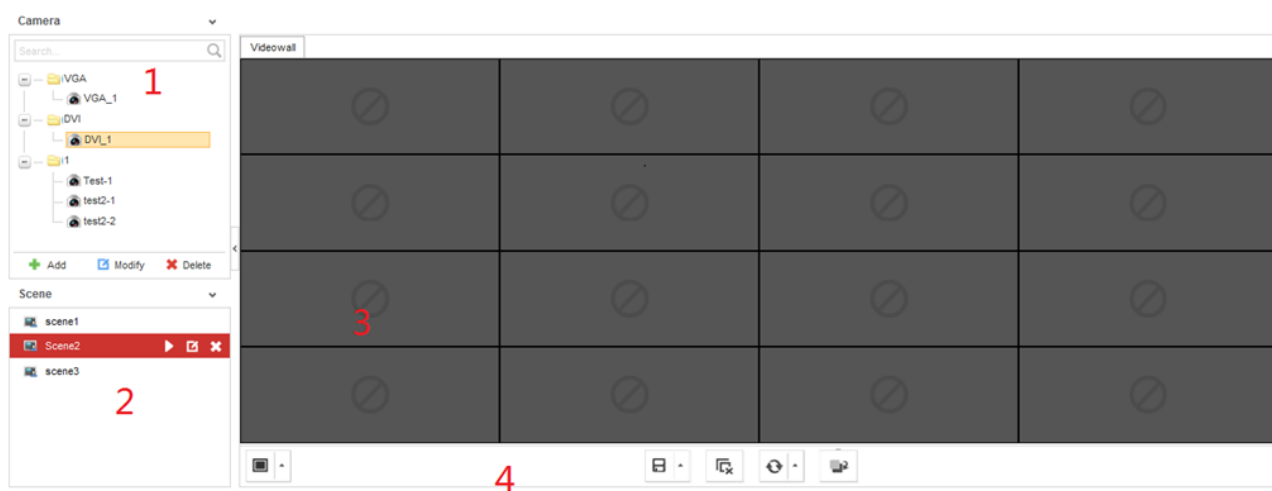 Camera
Search...
1
VGA
VGA_1
DVI
DVI_1
1
Test-1
test2-1
test2-2
Add Modify Delete
Scene
scene1
Scene2
scene3
2
Videowall
3
4
2